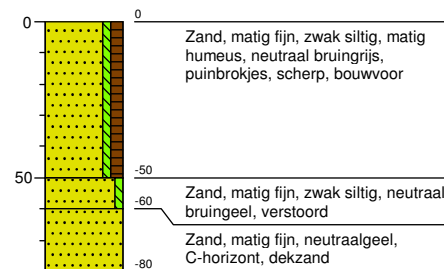 0
0
Zand, matig fijn, zwak siltig, matig
humeus, neutraal bruingrijs,
puinbrokjes, scherp, bouwvoor
50
-50
Zand, matig fijn, zwak siltig, neutraal
bruingeel, verstoord
-60
Zand, matig fijn, neutraalgeel,
C-horizont, dekzand
-80